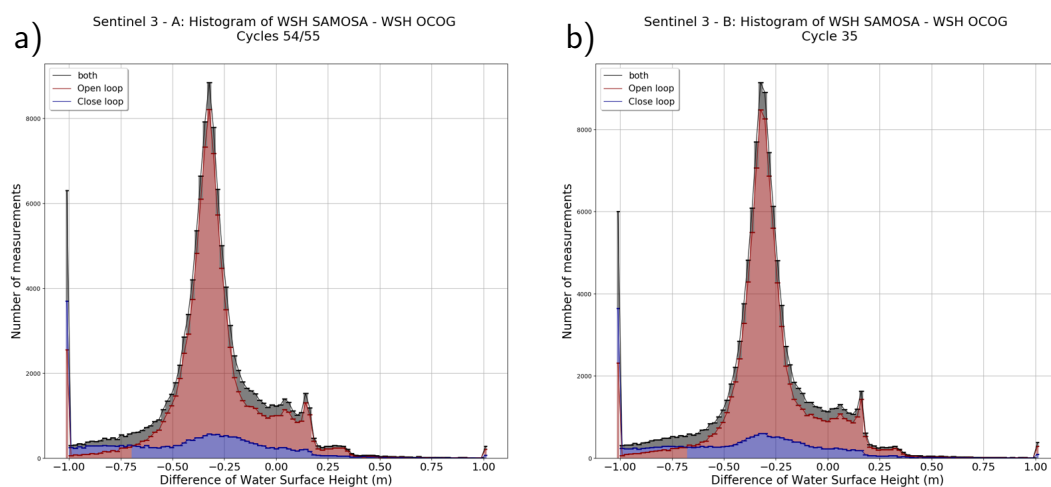 a)
Sentinel 3 - A: Histogram of WSH SAMOSA - WSH OCOG
Cycles 54/55
both
Open loop
Close loop
Number of measurements
8000
6000
4000
2000
0
−1.00 −0.75 −0.50 −0.25 0.00 0.25 0.50 0.75 1.00
Difference of Water Surface Height (m)
b)
Sentinel 3 - B: Histogram of WSH SAMOSA - WSH OCOG
Cycle 35
both
Open loop
Close loop
Number of measurements
8000
6000
4000
2000
0
−1.00 −0.75 −0.50 −0.25 0.00 0.25 0.50 0.75 1.00
Difference of Water Surface Height (m)